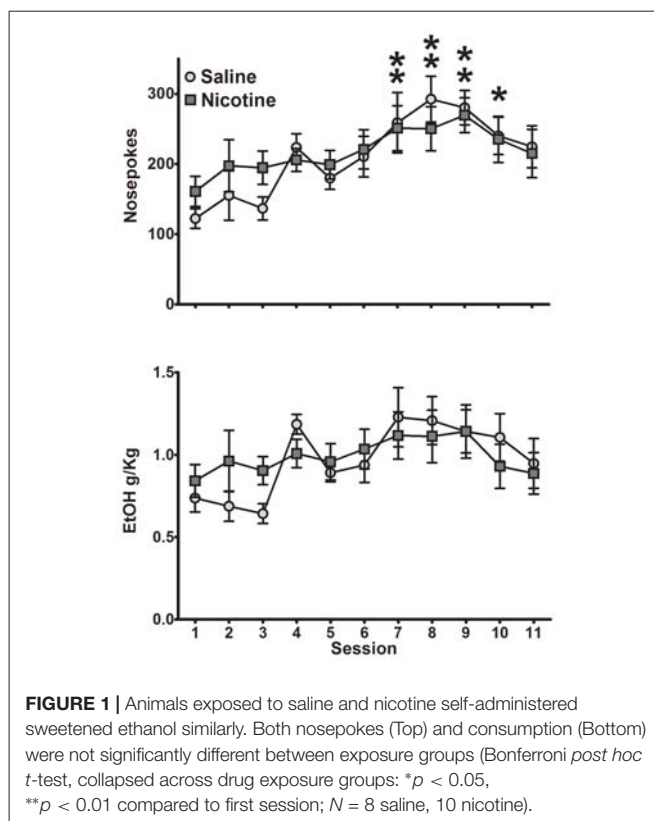 * * * *
* * *
Saline
Nicotine
300
200
100
0
Nosepokes
1.5
1.0
0.5
0.0
EtOH g/Kg
1 2 3 4 5 6 7 8 9 10 11
Session
FIGURE 1 | Animals exposed to saline and nicotine self-administered
sweetened ethanol similarly. Both nosepokes (Top) and consumption (Bottom)
were not significantly different between exposure groups (Bonferroni post hoc
t-test, collapsed across drug exposure groups: *p < 0.05,
**p < 0.01 compared to first session; N = 8 saline, 10 nicotine).